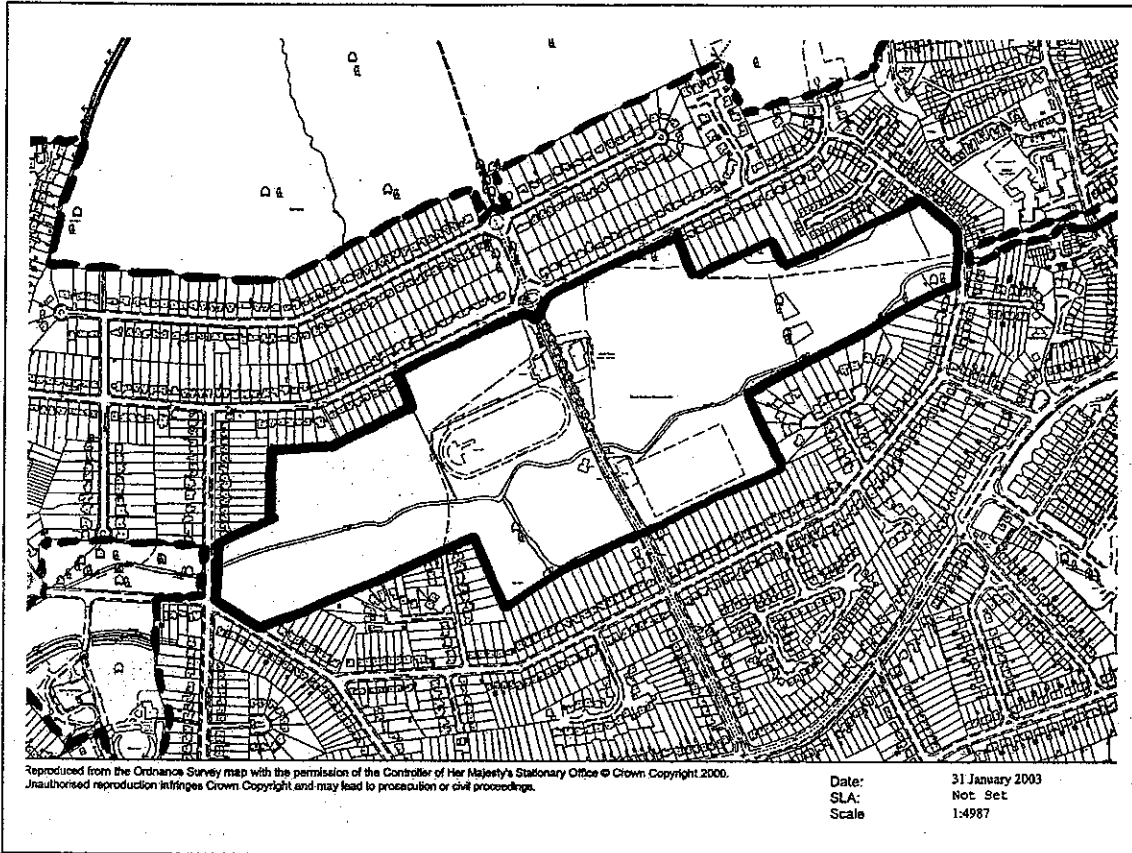 Reproduced from the Ordnance Survey map with the permission of the Controller of Her Majesty's Stationary Office © Crown Copyright 2000.
Unauthorised reproduction infringes Crown Copyright and may lead to prosecution or civil proceedings.
Date: 31 January 2003
SLA: Not Set
Scale 1:4987